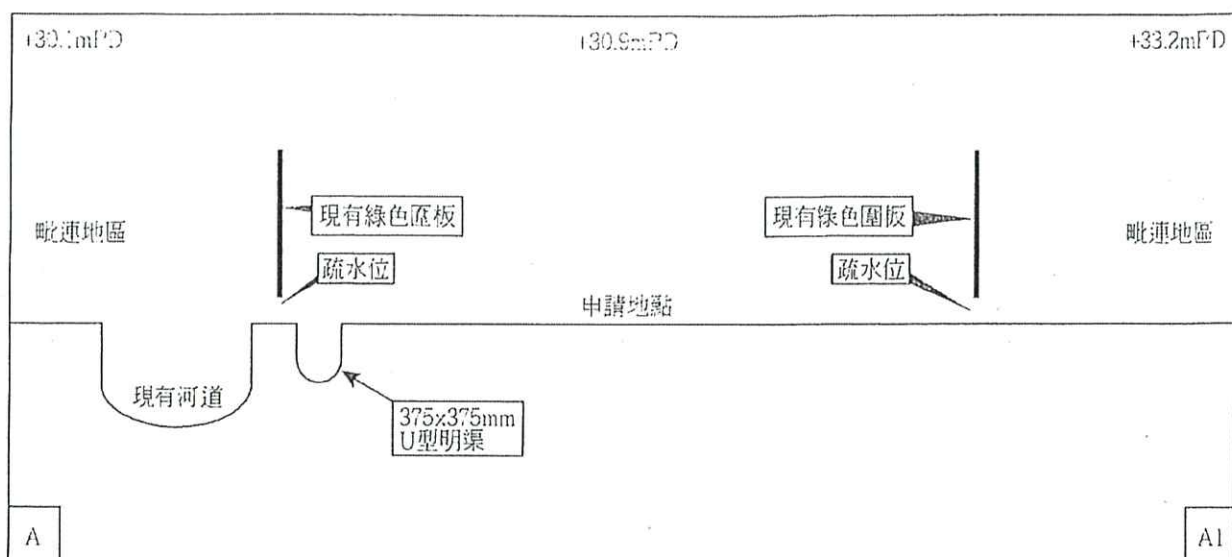 +30.1mPD
+30.9mPD
+33.2mPD
毗連地區
現有綠色圍板
現有綠色圍板
毗連地區
疏水位
疏水位
申請地點
現有河道
375x375mm
U型明渠
A
A1